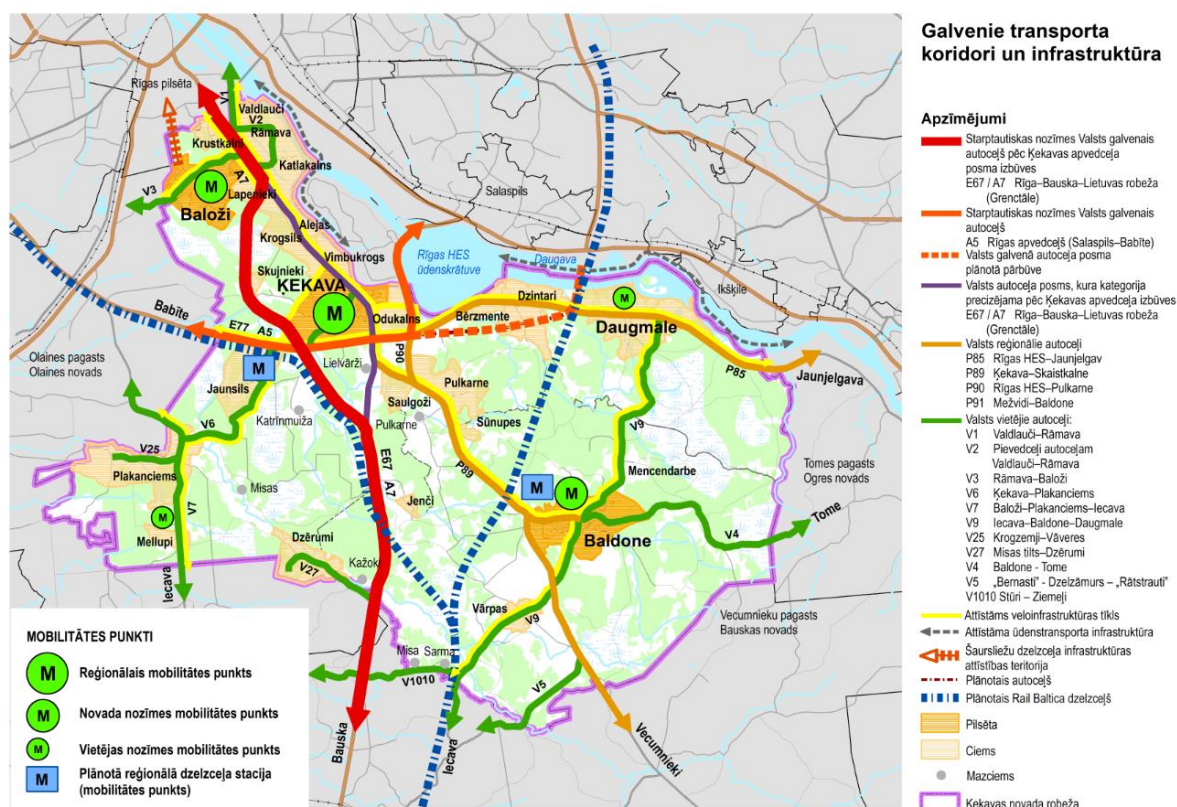 Galvenie transporta
koridori un infrastruktūra
Apzīmējumi
Starptautiskas nozīmes Valsts galvenais
autoceļš pēc Ķekavas apvedceļa
posma izbūves
E67 / A7 Rīga–Bauska–Lietuvas robeža
(Grenctāle)
Starptautiskas nozīmes Valsts galvenais
autoceļš
A5 Rīgas apvedceļš (Salaspils–Babīte)
Valsts galvenā autoceļa posma
plānotā pārbūve
Valsts autoceļa posms, kura kategorija
precizējama pēc Ķekavas apvedceļa izbūves
E67 / A7 Rīga–Bauska–Lietuvas robeža
(Grenctāle)
Valsts reģionālie autoceļi
P85 Rīgas HES–Jaunjelgav
P89 Ķekava–Skaistkalne
P90 Rīgas HES–Pulkarne
P91 Mežvidi–Baldone
Valsts vietējie autoceļi:
V1 Valdlauči–Rāmava
V2 Pievedceļi autoceļam
Valdlauči–Rāmava
V3 Rāmava–Baloži
V6 Ķekava–Plakanciems
V7 Baloži–Plakanciems–Iecava
V9 Iecava–Baldone–Daugmale
V25 Krogzemji–Vāveres
V27 Misas tilts–Dzērumi
V4 Baldone - Tome
V5 „Bernasti” - Dzelzāmurs – „Rātstrauti”
V1010 Stūri – Ziemeļi
Attīstāms veloinfrastruktūras tīkls
Attīstāma ūdenstransporta infrastruktūra
Šaursliežu dzelzceļa infrastruktūras
attīstības teritorija
Plānotais autoceļš
Plānotais Rail Baltica dzelzceļš
Pilsēta
Ciems
Mazciems
Ķekavas novada robeža
Rīgas pilsēta
V1
Valdlauči
V2
Rāmava
Krustkalni
Katlakalns
A7
V3
M
Lapenieki
Baloži
Salaspils
Alejas
Krogsils
Vimbukrogs
Rīgas HES
ūdenskrātuve
Daugava
Ikšķile
Skujnieki
ĶEKAVA
M
Odukalns
Bērzmente
Dzintari
M
Daugmale
Babīte
E77 A5
P90
P85
Jaunjelgava
Olaines pagasts
Olaines novads
M
Lielvārži
Jaunsils
Pulkarne
Saulgoži
Pulkarne
Katrīnmuiža
Sūnupes
V6
V9
V25
E67
A7
P89
Plakanciems
Mencendarbe
Tomes pagasts
Ogres novads
Misas
M
M
Jenči
M
V7
Mellupi
Tome
V4
Baldone
Dzērumi
Kažoki
V27
Iecava
Vārpas
V9
Vecumnieku pagasts
Bauskas novads
Misa
Sarma
V1010
V5
Bauska
Iecava
Vecumnieki
MOBILITĀTES PUNKTI
M Reģionālais mobilitātes punkts
M Novada nozīmes mobilitātes punkts
M Vietējas nozīmes mobilitātes punkts
M Plānotā reģionālā dzelzceļa stacija
(mobilitātes punkts)